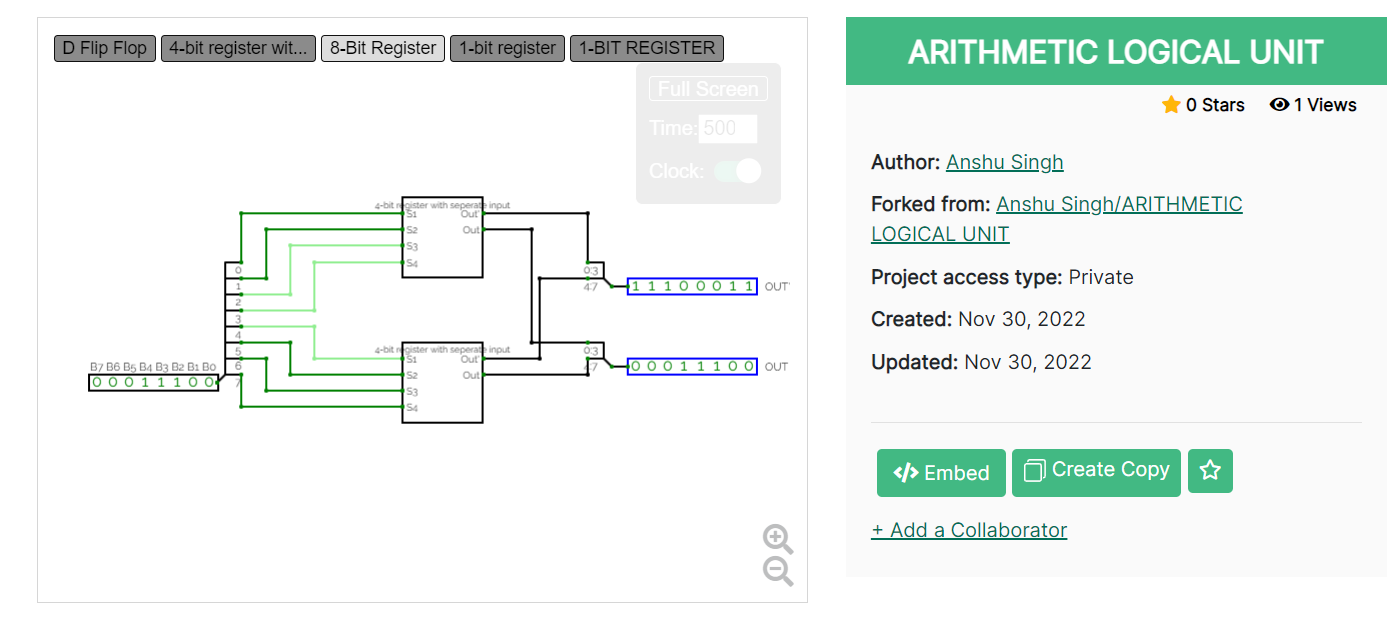 D Flip Flop 4-bit register wit... 8-Bit Register 1-bit register 1-BIT REGISTER
Full Screen
Time: 500
Clock:
4-bit register with seperate input
S1 Out'
S2 Out
S3
S4
0
1
2
3
4
5
6
7
0:3
4:7
1 1 1 0 0 0 1 1 OUT'
4-bit register with seperate input
S1 Out'
S2 Out
S3
S4
0:3
4:7
0 0 0 1 1 1 0 0 OUT
B7 B6 B5 B4 B3 B2 B1 B0
0 0 0 1 1 1 0 0
ARITHMETIC LOGICAL UNIT
0 Stars 1 Views
Author: Anshu Singh
Forked from: Anshu Singh/ARITHMETIC
LOGICAL UNIT
Project access type: Private
Created: Nov 30, 2022
Updated: Nov 30, 2022
</> Embed Create Copy
+ Add a Collaborator